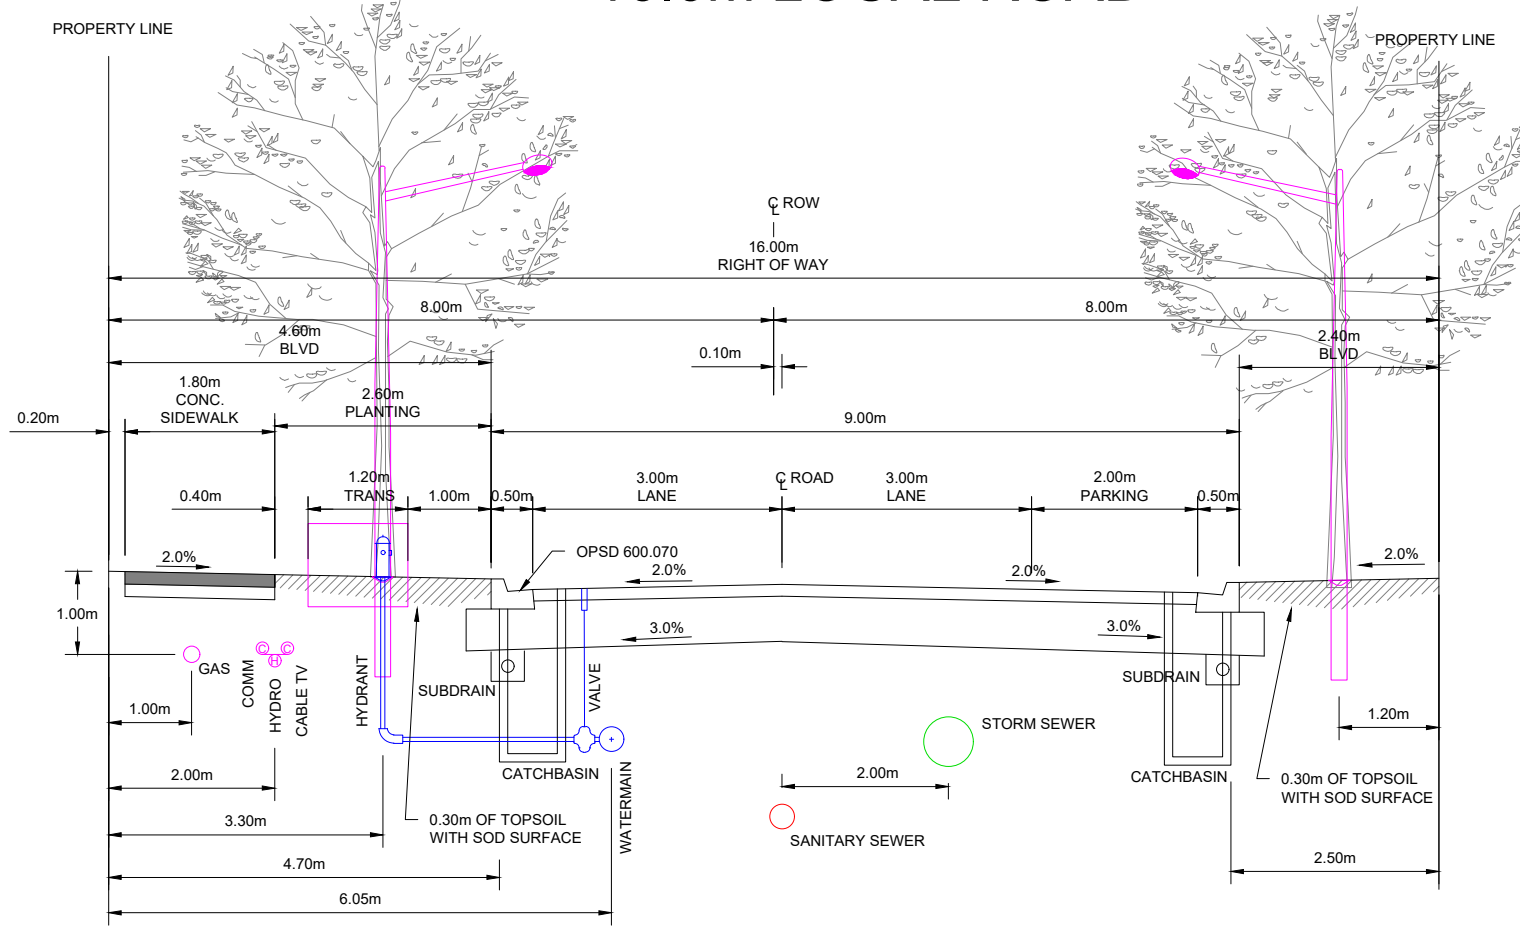 PROPERTY LINE
PROPERTY LINE
C L ROW
16.00m
RIGHT OF WAY
8.00m
8.00m
4.60m
BLVD
2.40m
BLVD
0.10m
1.80m
CONC.
SIDEWALK
2.60m
PLANTING
0.20m
9.00m
0.40m
1.20m
TRANS
1.00m
0.50m
3.00m
LANE
C L ROAD
3.00m
LANE
2.00m
PARKING
0.50m
2.0%
OPSD 600.070
2.0%
2.0%
2.0%
1.00m
3.0%
3.0%
C
C
H
GAS
COMM
HYDRO
CABLE TV
HYDRANT
SUBDRAIN
VALVE
SUBDRAIN
1.00m
STORM SEWER
1.20m
2.00m
CATCHBASIN
WATERMAIN
2.00m
CATCHBASIN
0.30m OF TOPSOIL
WITH SOD SURFACE
3.30m
0.30m OF TOPSOIL
WITH SOD SURFACE
SANITARY SEWER
4.70m
2.50m
6.05m